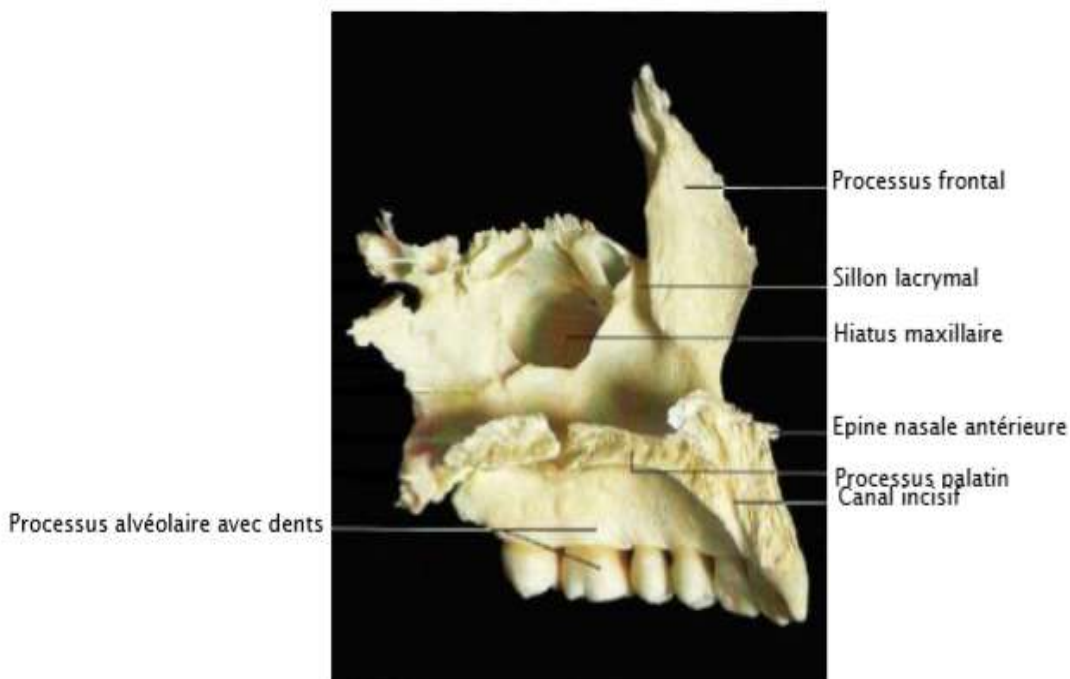 Processus frontal
Sillon lacrymal
Hiatus maxillaire
Epine nasale antérieure
Processus palatin
Canal incisif
Processus alvéolaire avec dents